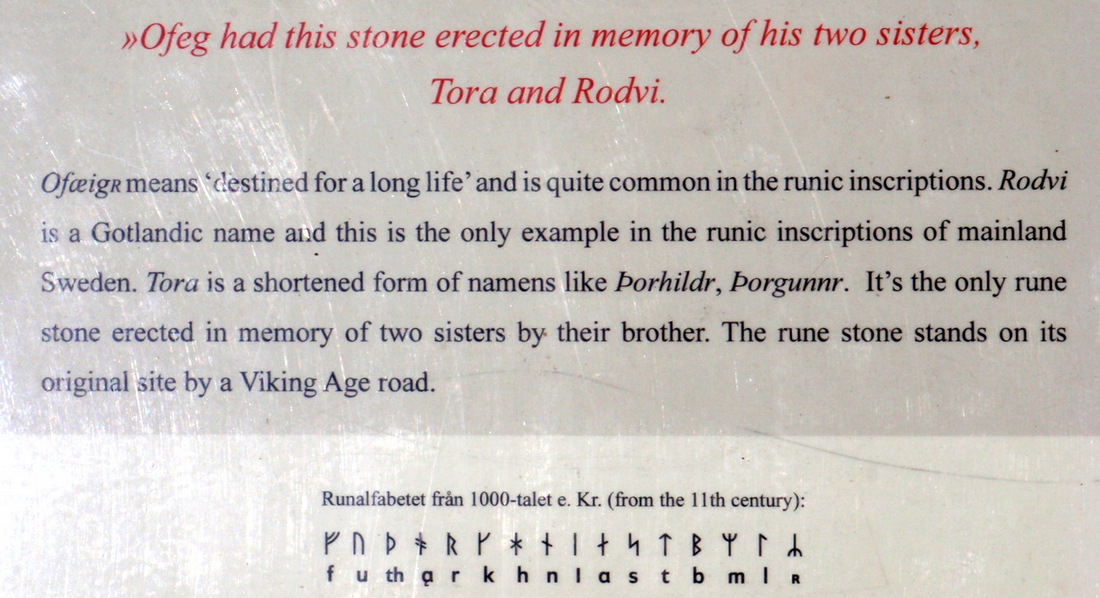 »Ofeg had this stone erected in memory of his two sisters,
Tora and Rodvi.
Ofæigʀ means ‘destined for a long life’ and is quite common in the runic inscriptions. Rodvi
is a Gotlandic name and this is the only example in the runic inscriptions of mainland
Sweden. Tora is a shortened form of namens like Þorhildr, Þorgunnr. It’s the only rune
stone erected in memory of two sisters by their brother. The rune stone stands on its
original site by a Viking Age road.
Runalfabetet från 1000-talet e. Kr. (from the 11th century):
ᚠ ᚢ ᚦ ᚬ ᚱ ᚴ ᚼ ᚾ ᛁ ᛅ ᛋ ᛏ ᛒ ᛘ ᛚ ᛦ
f u th ą r k h n I a s t b m l ʀ